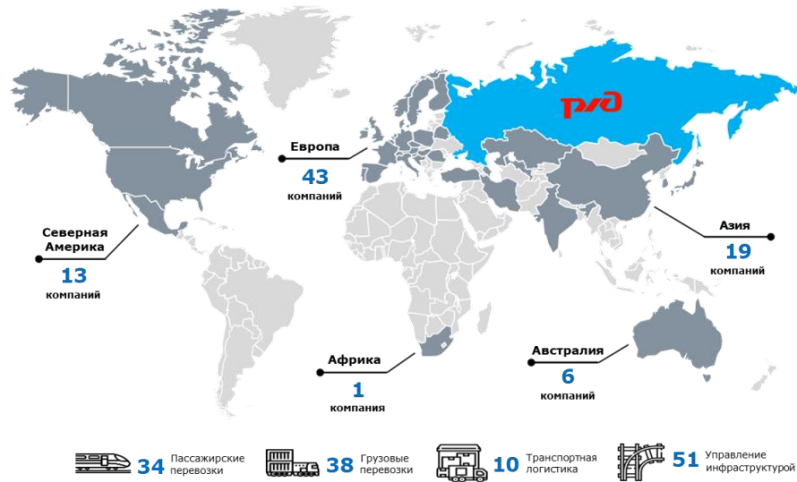 ржд
Европа
43
компаний
Северная
Америка
13
компаний
Азия
19
компаний
Африка
1
компания
Австралия
6
компаний
34 Пассажирские
перевозки
38 Грузовые
перевозки
10 Транспортная
логистика
51 Управление
инфраструктурой